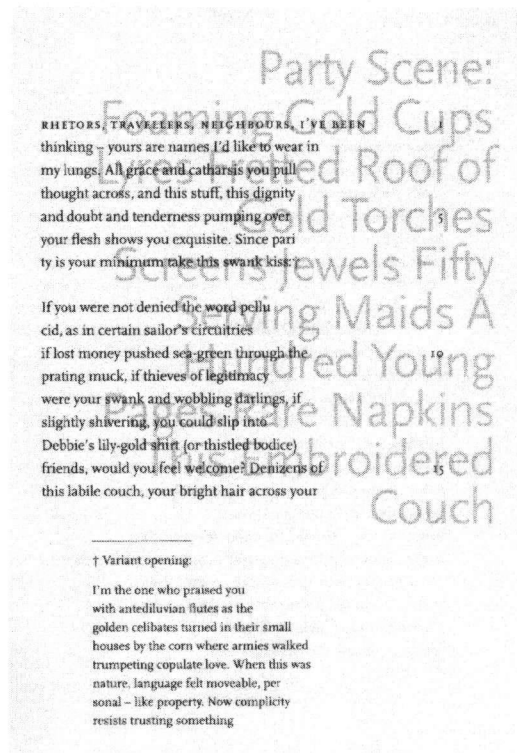 Party Scene:
Foaming Gold Cups
Lyres Fretted Roof of
Gold Torches
Screens Jewels Fifty
Serving Maids A
Hundred Young
Pages Rare Napkins
This Embroidered
Couch
RHETORS, TRAVELLERS, NEIGHBOURS, I'VE BEEN 1
thinking – yours are names I'd like to wear in
my lungs. All grace and catharsis you pull
thought across, and this stuff, this dignity
and doubt and tenderness pumping over 5
your flesh shows you exquisite. Since pari
ty is your minimum take this swank kiss: †
If you were not denied the word pellu
cid, as in certain sailor's circuitries
if lost money pushed sea-green through the 10
prating muck, if thieves of legitimacy
were your swank and wobbling darlings, if
slightly shivering, you could slip into
Debbie's lily-gold shirt (or thistled bodice)
friends, would you feel welcome? Denizens of 15
this labile couch, your bright hair across your
† Variant opening:
I'm the one who praised you
with antediluvian flutes as the
golden celibates turned in their small
houses by the corn where armies walked
trumpeting copulate love. When this was
nature, language felt moveable, per
sonal – like property. Now complicity
resists trusting something